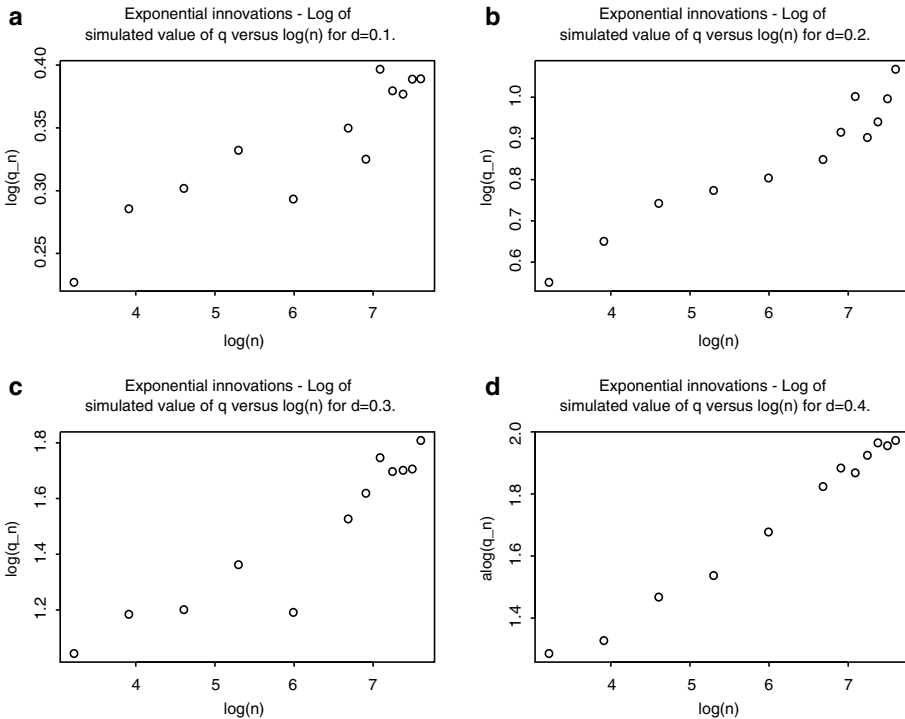 a
Exponential innovations - Log of
simulated value of q versus log(n) for d=0.1.
log(q_n)
0.40
0.35
0.30
0.25
4 5 6 7
log(n)
b
Exponential innovations - Log of
simulated value of q versus log(n) for d=0.2.
log(q_n)
1.0
0.9
0.8
0.7
0.6
4 5 6 7
log(n)
c
Exponential innovations - Log of
simulated value of q versus log(n) for d=0.3.
log(q_n)
1.8
1.6
1.4
1.2
4 5 6 7
log(n)
d
Exponential innovations - Log of
simulated value of q versus log(n) for d=0.4.
alog(q_n)
2.0
1.8
1.6
1.4
4 5 6 7
log(n)